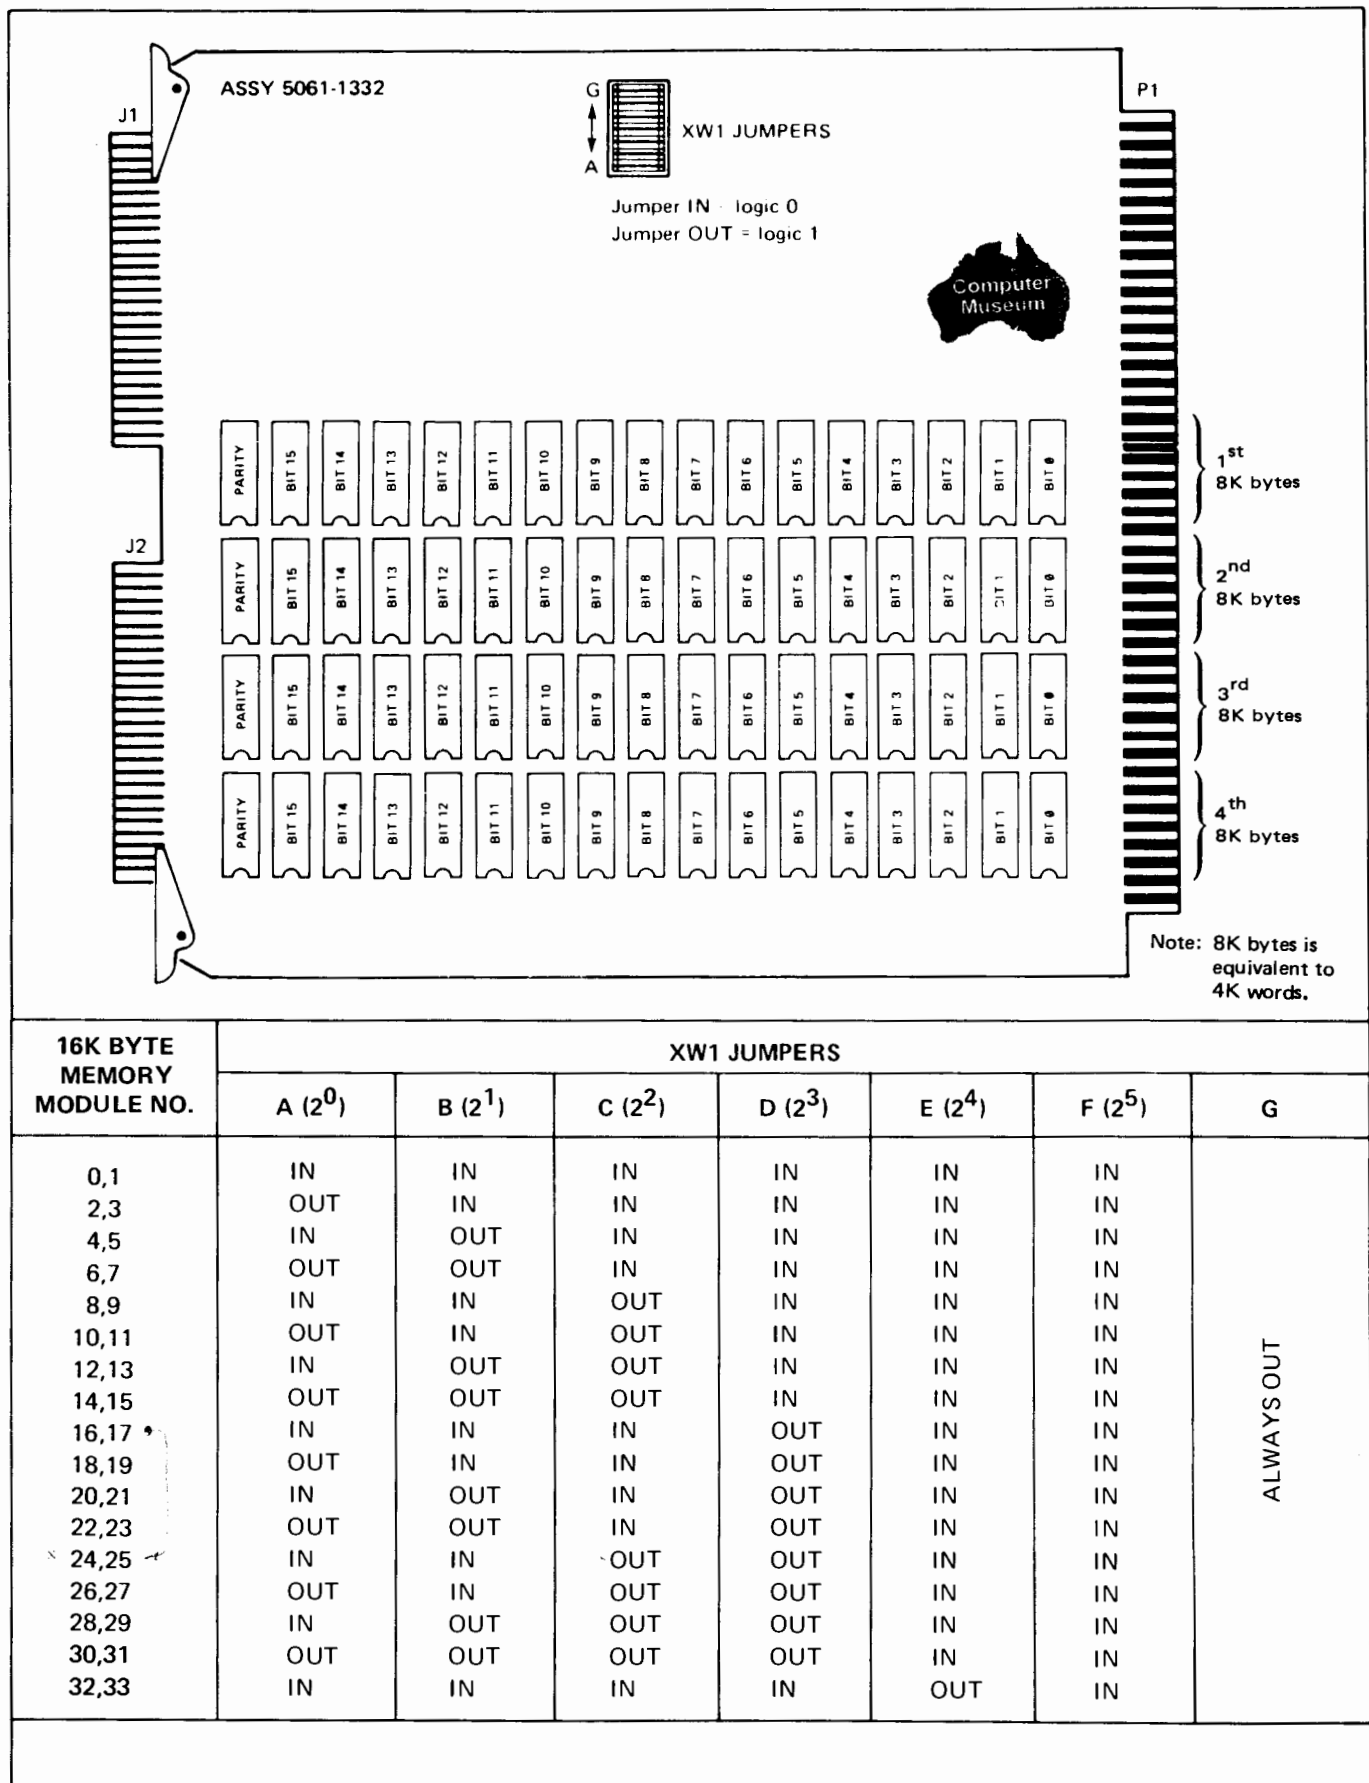 ASSY 5061-1332
J1
G
A
XW1 JUMPERS
P1
Jumper IN - logic 0
Jumper OUT = logic 1
Computer
Museum
PARITY BIT 15 BIT 14 BIT 13 BIT 12 BIT 11 BIT 10 BIT 9 BIT 8 BIT 7 BIT 6 BIT 5 BIT 4 BIT 3 BIT 2 BIT 1 BIT 0
1st
8K bytes
J2
PARITY BIT 15 BIT 14 BIT 13 BIT 12 BIT 11 BIT 10 BIT 9 BIT 8 BIT 7 BIT 6 BIT 5 BIT 4 BIT 3 BIT 2 BIT 1 BIT 0
2nd
8K bytes
PARITY BIT 15 BIT 14 BIT 13 BIT 12 BIT 11 BIT 10 BIT 9 BIT 8 BIT 7 BIT 6 BIT 5 BIT 4 BIT 3 BIT 2 BIT 1 BIT 0
3rd
8K bytes
PARITY BIT 15 BIT 14 BIT 13 BIT 12 BIT 11 BIT 10 BIT 9 BIT 8 BIT 7 BIT 6 BIT 5 BIT 4 BIT 3 BIT 2 BIT 1 BIT 0
4th
8K bytes
Note: 8K bytes is
equivalent to
4K words.
16K BYTE
MEMORY
MODULE NO.
XW1 JUMPERS
A (2^0) B (2^1) C (2^2) D (2^3) E (2^4) F (2^5) G
0,1 IN IN IN IN IN IN
2,3 OUT IN IN IN IN IN
4,5 IN OUT IN IN IN IN
6,7 OUT OUT IN IN IN IN
8,9 IN IN OUT IN IN IN
10,11 OUT IN OUT IN IN IN
12,13 IN OUT OUT IN IN IN
14,15 OUT OUT OUT IN IN IN
16,17 IN IN IN OUT IN IN
18,19 OUT IN IN OUT IN IN
20,21 IN OUT IN OUT IN IN
22,23 OUT OUT IN OUT IN IN
24,25 IN IN OUT OUT IN IN
26,27 OUT IN OUT OUT IN IN
28,29 IN OUT OUT OUT IN IN
30,31 OUT OUT OUT OUT IN IN
32,33 IN IN IN IN OUT IN
ALWAYS OUT